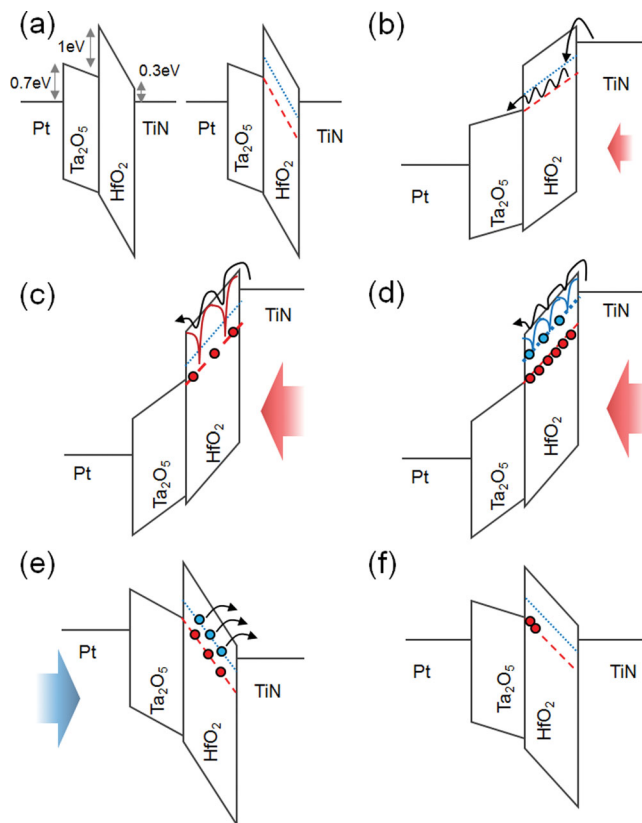 (a)
1eV
0.7eV
0.3eV
Pt
Ta₂O₅
HfO₂
TiN
Pt
Ta₂O₅
HfO₂
TiN
(b)
TiN
Pt
Ta₂O₅
HfO₂
(c)
TiN
Pt
Ta₂O₅
HfO₂
(d)
TiN
Pt
Ta₂O₅
HfO₂
(e)
Pt
Ta₂O₅
HfO₂
TiN
(f)
Pt
Ta₂O₅
HfO₂
TiN